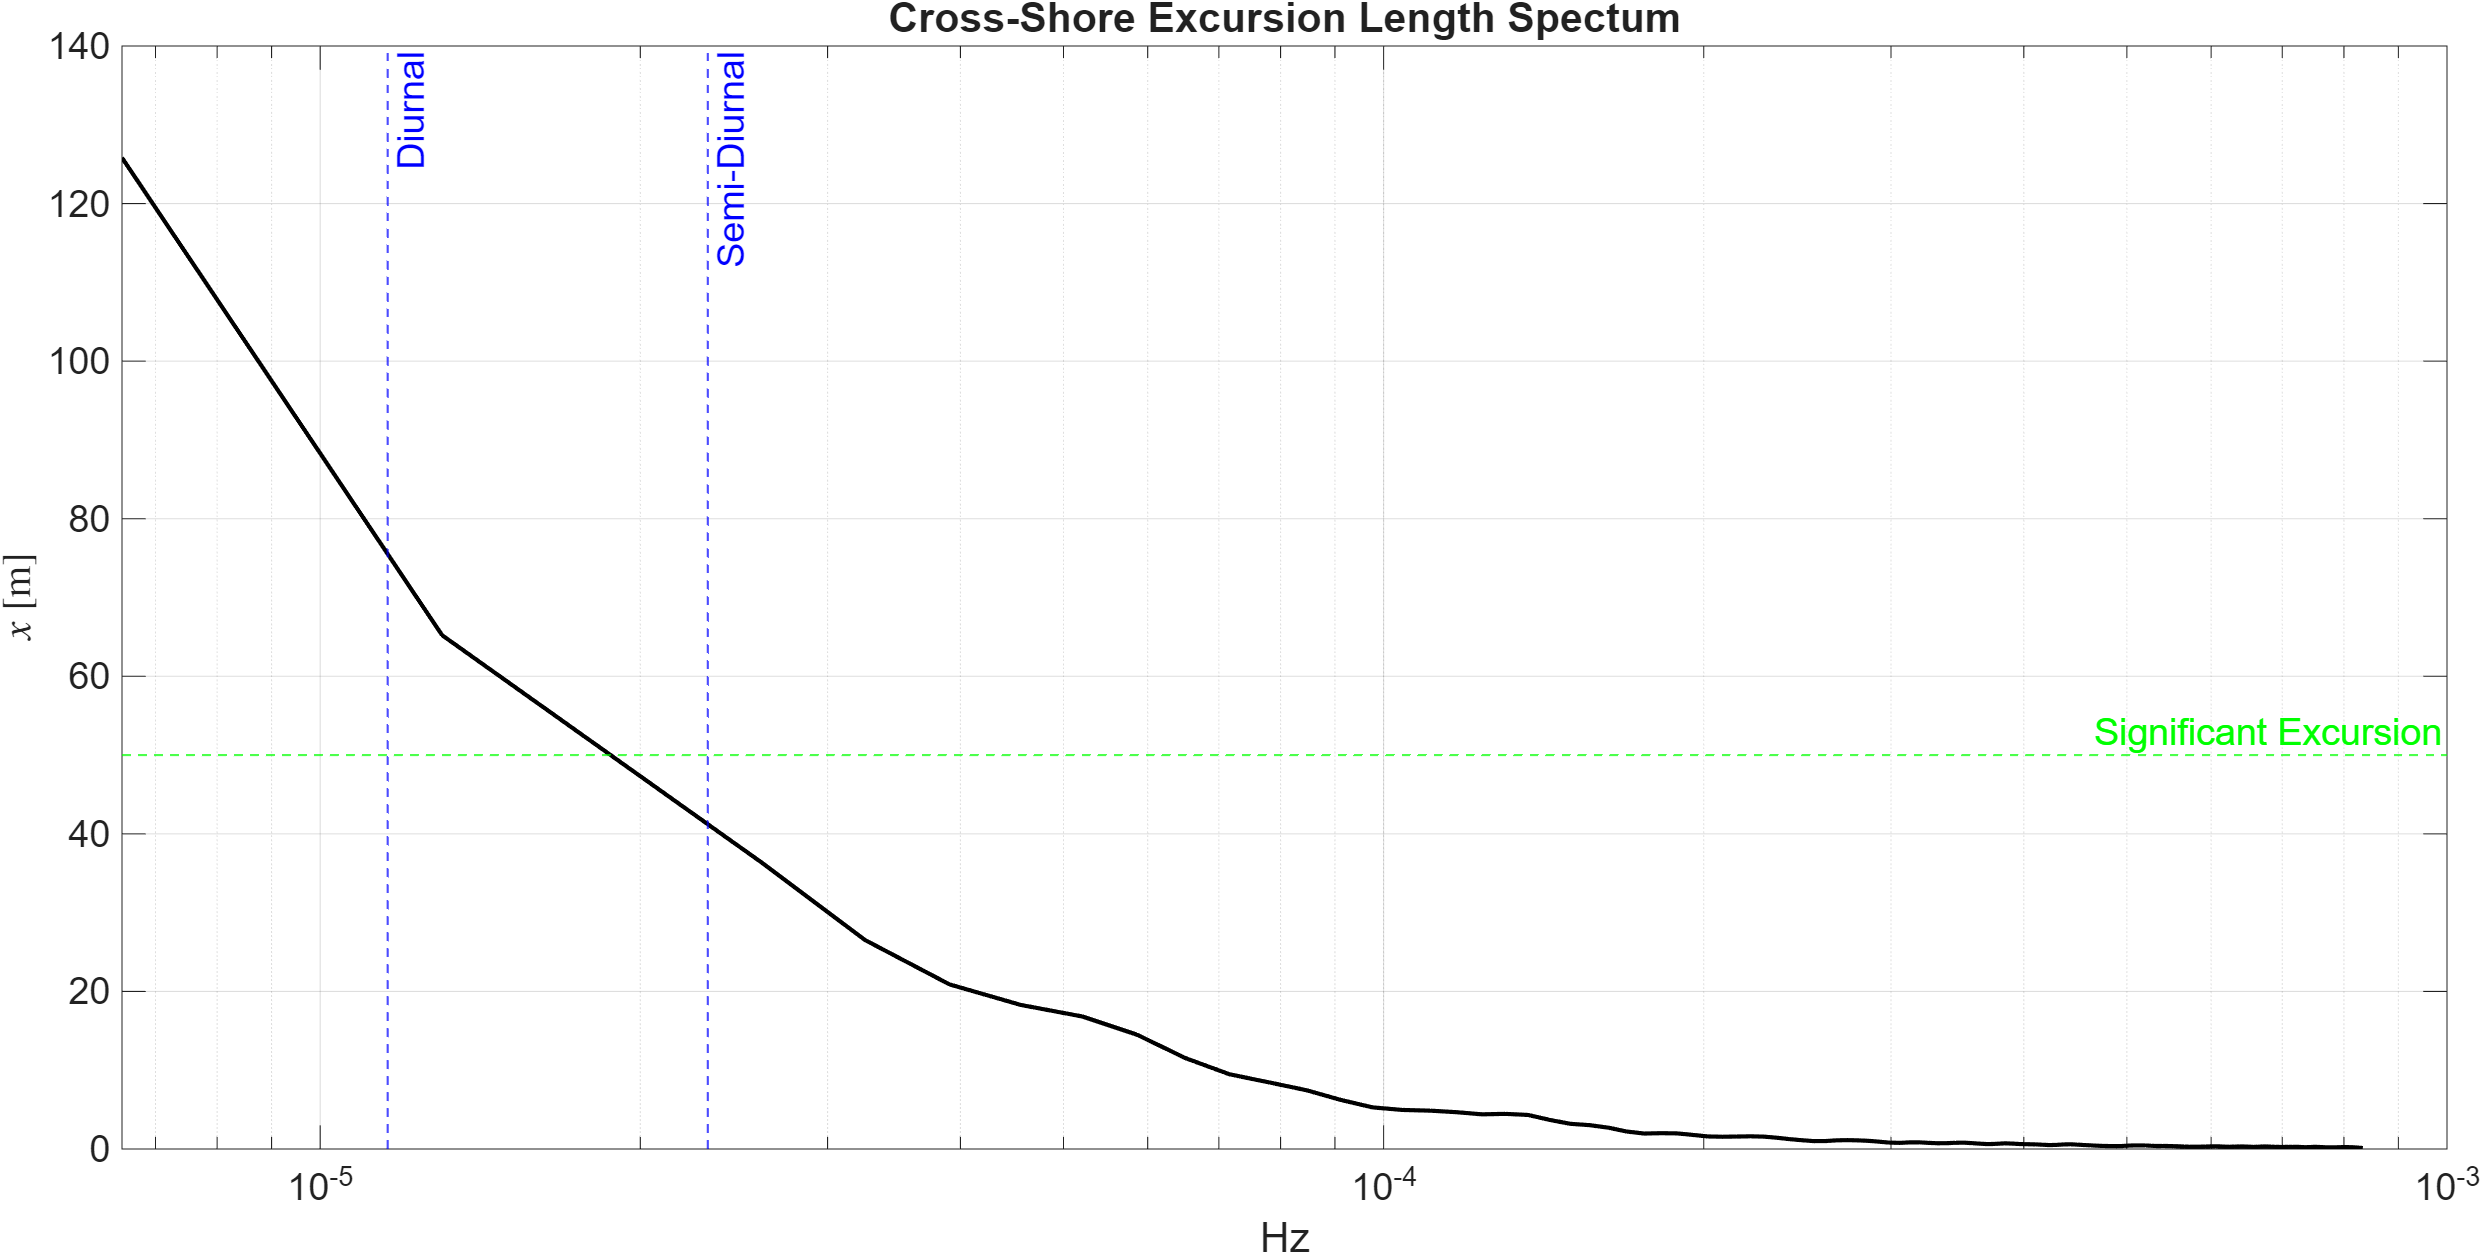 Cross-Shore Excursion Length Spectum
140
120
100
80
60
40
20
0
x [m]
Diurnal
Semi-Diurnal
Significant Excursion
10^-5
10^-4
10^-3
Hz